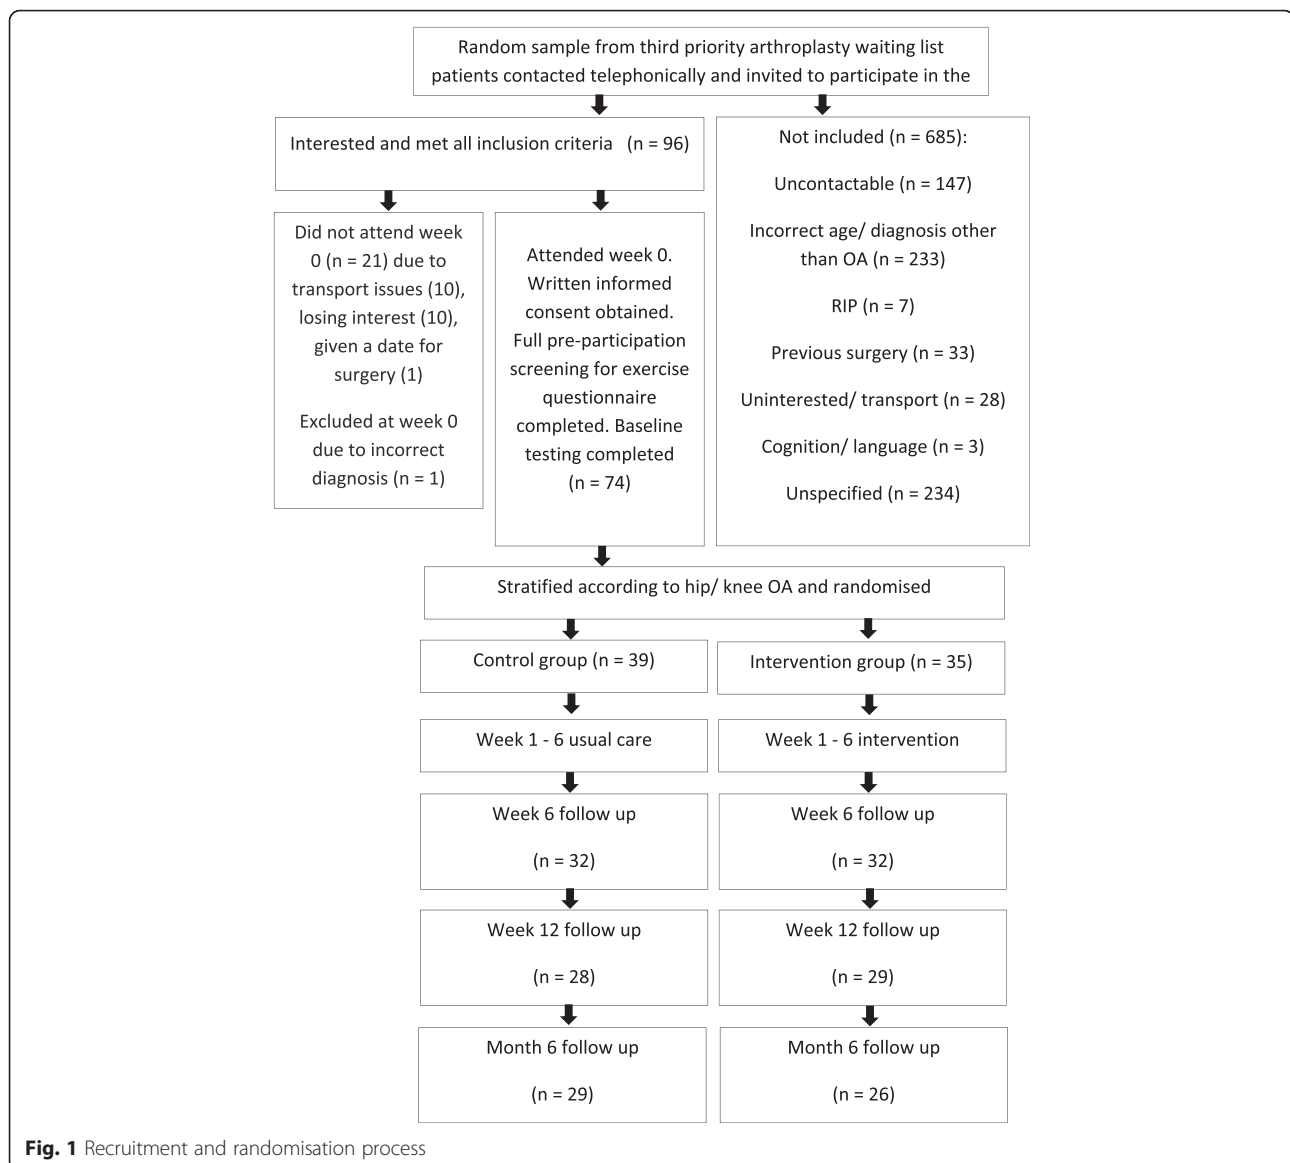 Random sample from third priority arthroplasty waiting list
patients contacted telephonically and invited to participate in the
Interested and met all inclusion criteria (n = 96)
Not included (n = 685):
Uncontactable (n = 147)
Incorrect age/ diagnosis other
than OA (n = 233)
RIP (n = 7)
Previous surgery (n = 33)
Uninterested/ transport (n = 28)
Cognition/ language (n = 3)
Unspecified (n = 234)
Did not attend week
0 (n = 21) due to
transport issues (10),
losing interest (10),
given a date for
surgery (1)
Excluded at week 0
due to incorrect
diagnosis (n = 1)
Attended week 0.
Written informed
consent obtained.
Full pre-participation
screening for exercise
questionnaire
completed. Baseline
testing completed
(n = 74)
Stratified according to hip/ knee OA and randomised
Control group (n = 39)
Intervention group (n = 35)
Week 1 - 6 usual care
Week 1 - 6 intervention
Week 6 follow up
(n = 32)
Week 6 follow up
(n = 32)
Week 12 follow up
(n = 28)
Week 12 follow up
(n = 29)
Month 6 follow up
(n = 29)
Month 6 follow up
(n = 26)
Fig. 1 Recruitment and randomisation process